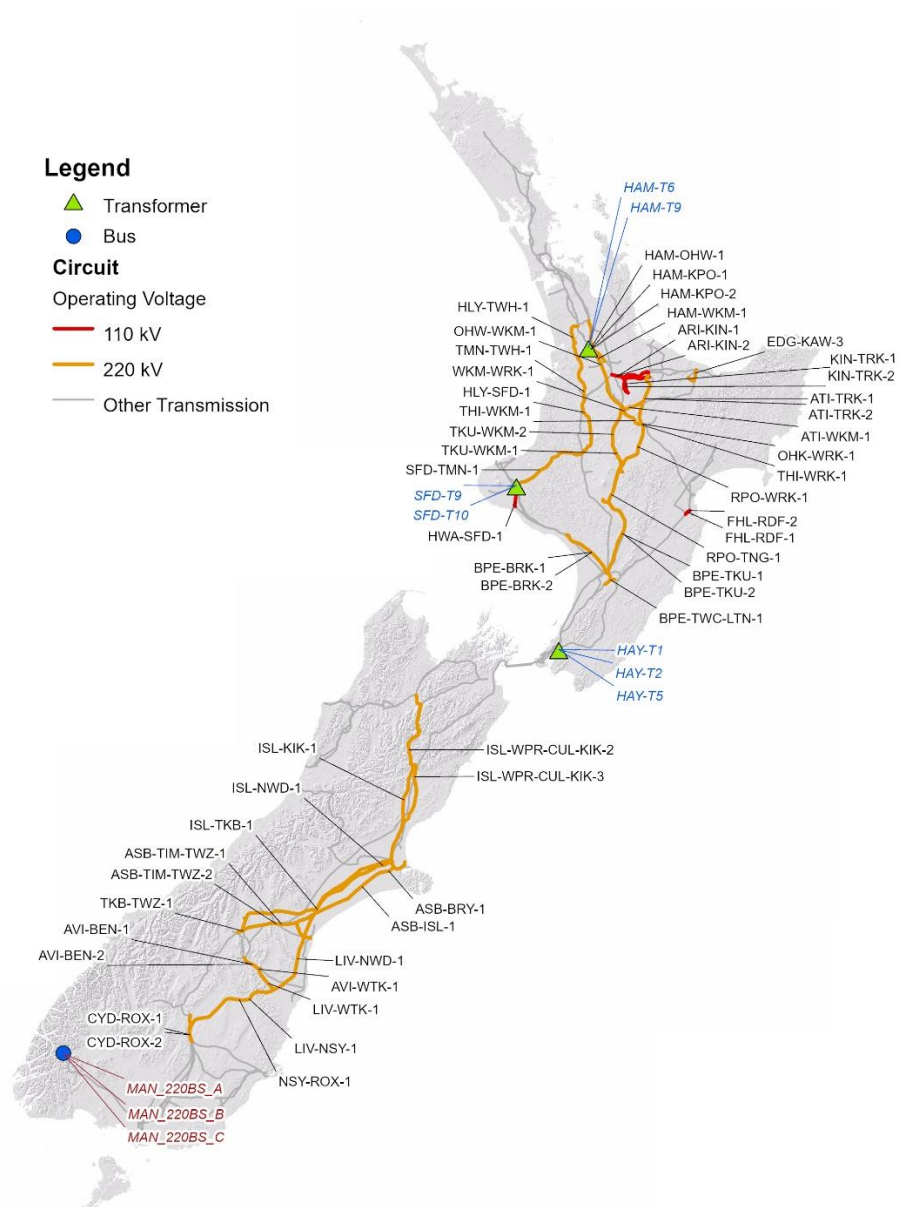 Legend
Transformer
Bus
Circuit
Operating Voltage
110 kV
220 kV
Other Transmission
HAM-T6
HAM-T9
HAM-OHW-1
HAM-KPO-1
HAM-KPO-2
HAM-WKM-1
ARI-KIN-1
ARI-KIN-2
EDG-KAW-3
KIN-TRK-1
KIN-TRK-2
ATI-TRK-1
ATI-TRK-2
ATI-WKM-1
OHK-WRK-1
THI-WRK-1
RPO-WRK-1
FHL-RDF-2
FHL-RDF-1
RPO-TNG-1
BPE-TKU-1
BPE-TKU-2
BPE-TWC-LTN-1
HLY-TWH-1
OHW-WKM-1
TMN-TWH-1
WKM-WRK-1
HLY-SFD-1
THI-WKM-1
TKU-WKM-2
TKU-WKM-1
SFD-TMN-1
SFD-T9
SFD-T10
HWA-SFD-1
BPE-BRK-1
BPE-BRK-2
HAY-T1
HAY-T2
HAY-T5
ISL-KIK-1
ISL-WPR-CUL-KIK-2
ISL-WPR-CUL-KIK-3
ISL-NWD-1
ISL-TKB-1
ASB-TIM-TWZ-1
ASB-TIM-TWZ-2
TKB-TWZ-1
AVI-BEN-1
AVI-BEN-2
ASB-BRY-1
ASB-ISL-1
LIV-NWD-1
AVI-WTK-1
LIV-WTK-1
CYD-ROX-1
CYD-ROX-2
LIV-NSY-1
NSY-ROX-1
MAN_220BS_A
MAN_220BS_B
MAN_220BS_C